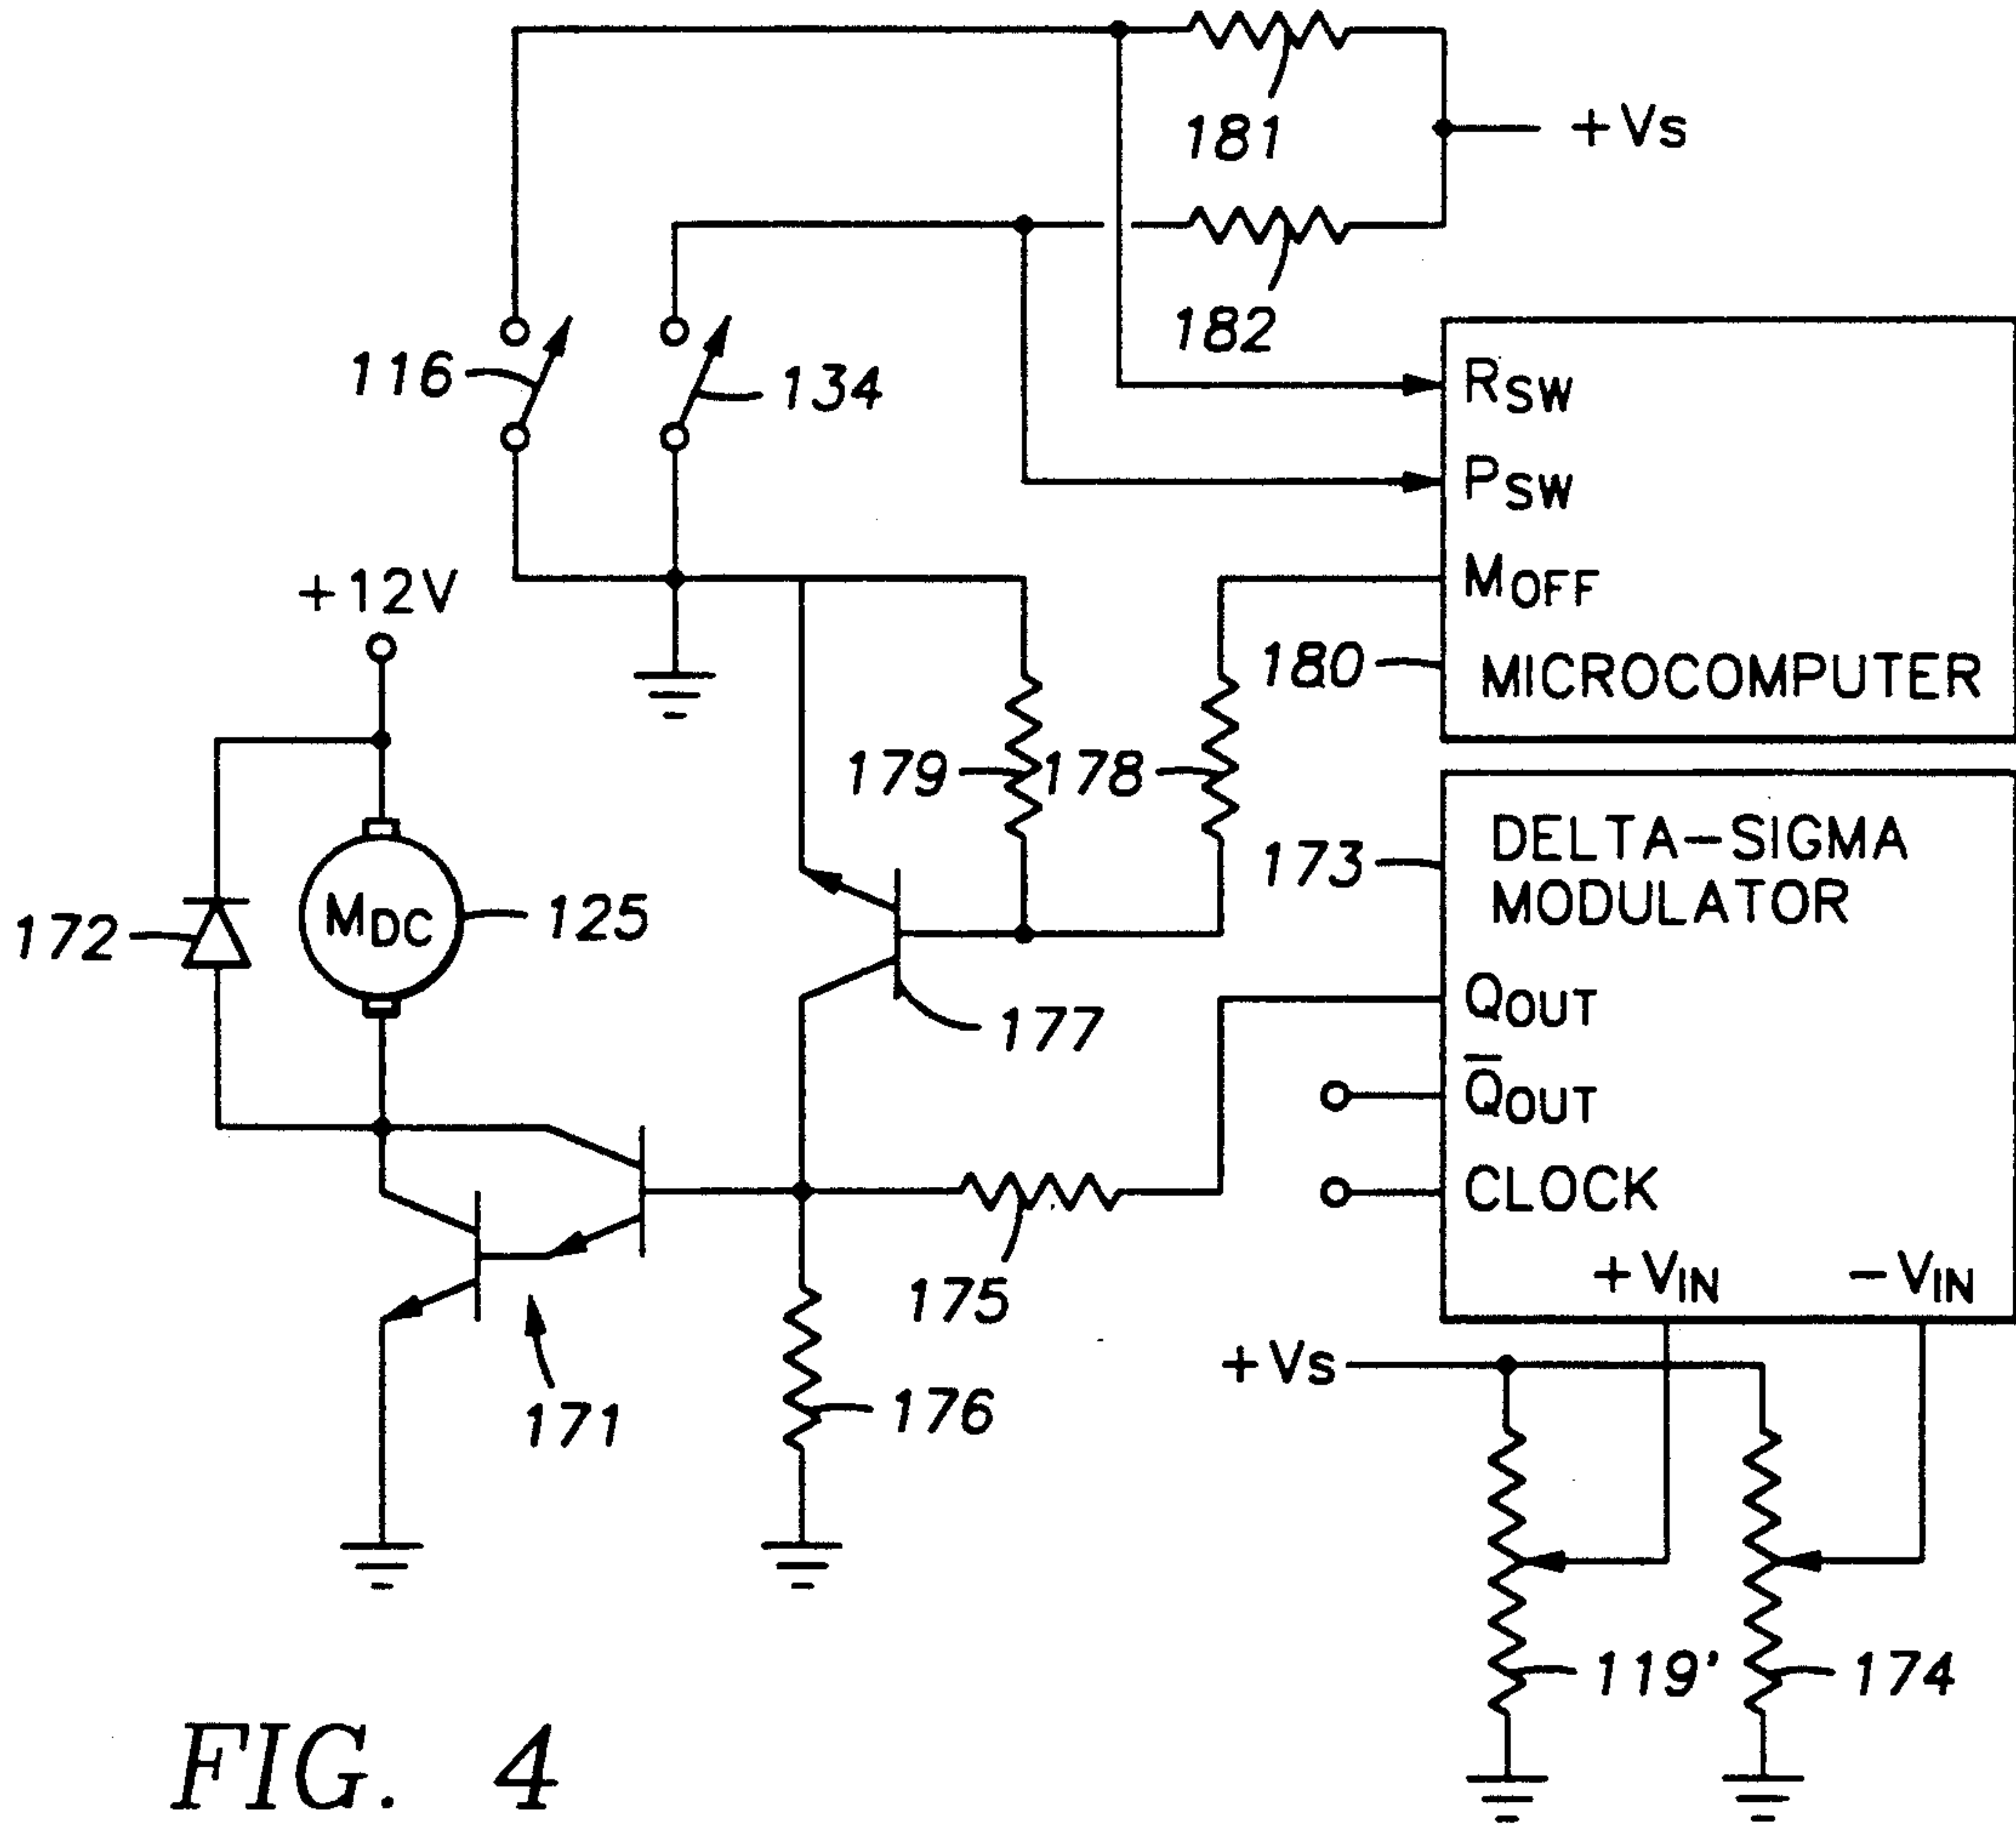 181
+Vs
182
116
134
RSW
PSW
MOFF
180
MICROCOMPUTER
+12V
179
178
173
DELTA-SIGMA
MODULATOR
172
MDC
125
177
QOUT
Q̅OUT
CLOCK
175
+VIN
-VIN
+Vs
171
176
119'
174
FIG. 4